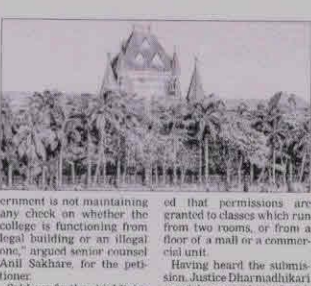 ernment is not maintaining
any check on whether the
college is functioning from
legal building or an illegal
one," argued senior counsel
Anil Sakhare, for the peti-
tioner.
ed that permissions are
granted to classes which run
from two rooms, or from a
floor of a mall or a commer-
cial unit.
Having heard the submis-
sion, Justice Dharmadhikari